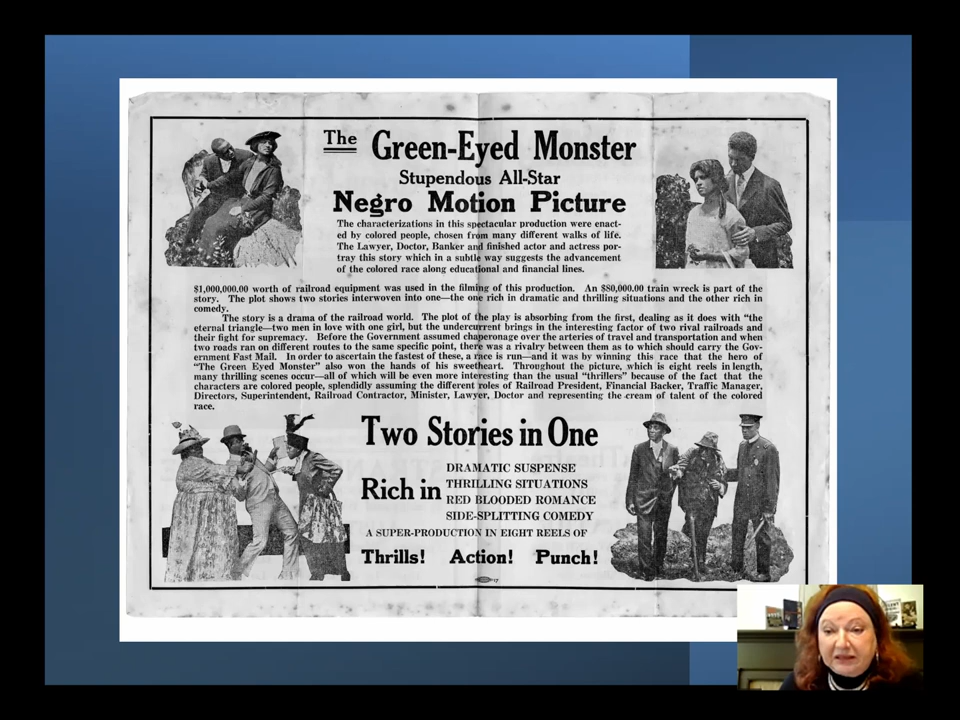 The Green-Eyed Monster
Stupendous All-Star
Negro Motion Picture
The characterizations in this spectacular production were enact-
ed by colored people, chosen from many different walks of life.
The Lawyer, Doctor, Banker and finished actor and actress por-
tray this story which in a subtle way suggests the advancement
of the colored race along educational and financial lines.
$1,000,000.00 worth of railroad equipment was used in the filming of this production. An $80,000.00 train wreck is part of the
story. The plot shows two stories interwoven into one—the one rich in dramatic and thrilling situations and the other rich in
comedy.
The story is a drama of the railroad world. The plot of the play is absorbing from the first, dealing as it does with "the
eternal triangle—two men in love with one girl, but the undercurrent brings in the interesting factor of two rival railroads and
their fight for supremacy. Before the Government assumed chaperonage over the arteries of travel and transportation and when
two roads ran on different routes to the same specific point, there was a rivalry between them as to which should carry the Gov-
ernment Fast Mail. In order to ascertain the fastest of these, a race is run—and it was by winning this race that the hero of
"The Green Eyed Monster" also won the hands of his sweetheart. Throughout the picture, which is eight reels in length,
many thrilling scenes occur—all of which will be even more interesting than the usual "thrillers" because of the fact that the
characters are colored people, splendidly assuming the different roles of Railroad President, Financial Backer, Traffic Manager,
Directors, Superintendent, Railroad Contractor, Minister, Lawyer, Doctor and representing the cream of talent of the colored
race.
Two Stories in One
Rich in
DRAMATIC SUSPENSE
THRILLING SITUATIONS
RED BLOODED ROMANCE
SIDE-SPLITTING COMEDY
A SUPER-PRODUCTION IN EIGHT REELS OF
Thrills! Action! Punch!